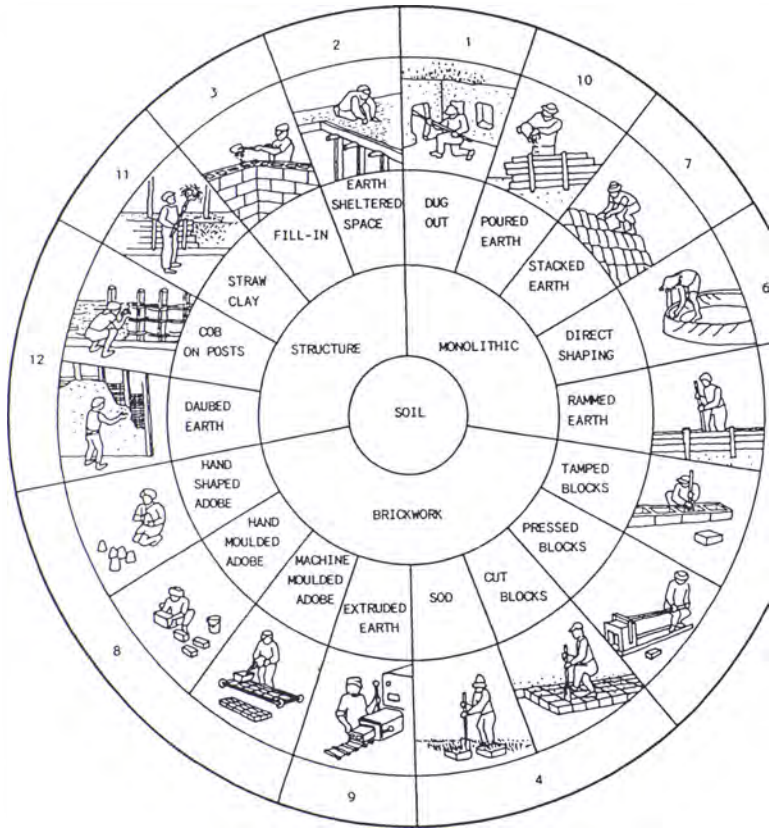 2
1
3
10
11
7
EARTH
SHELTERED
SPACE
DUG
OUT
FILL-IN
POURED
EARTH
STRAW
CLAY
STACKED
EARTH
6
COB
ON POSTS
STRUCTURE
MONOLITHIC
DIRECT
SHAPING
12
DAUBED
EARTH
SOIL
RAMMED
EARTH
HAND
SHAPED
ADOBE
TAMPED
BLOCKS
BRICKWORK
HAND
MOULDED
ADOBE
PRESSED
BLOCKS
MACHINE
MOULDED
ADOBE
EXTRUDED
EARTH
SOD
CUT
BLOCKS
8
9
4